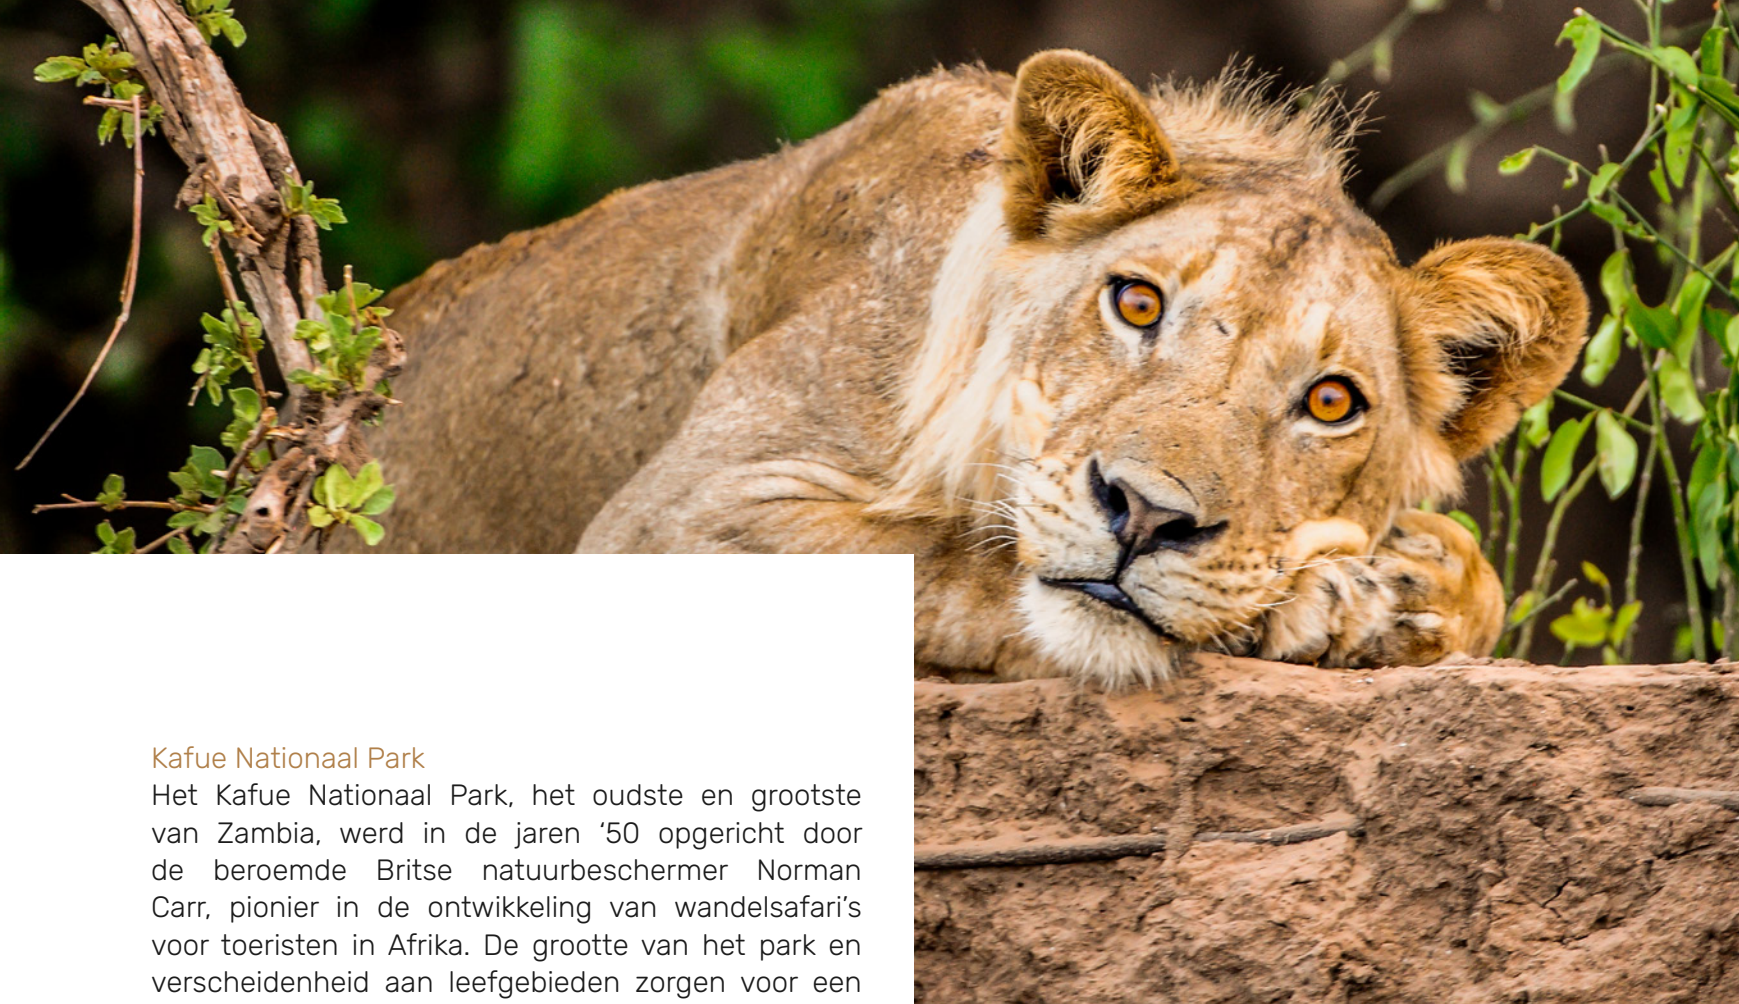 Kafue Nationaal Park
Het Kafue Nationaal Park, het oudste en grootste
van Zambia, werd in de jaren ‘50 opgericht door
de beroemde Britse natuurbeschermer Norman
Carr, pionier in de ontwikkeling van wandelsafari’s
voor toeristen in Afrika. De grootte van het park en
verscheidenheid aan leefgebieden zorgen voor een